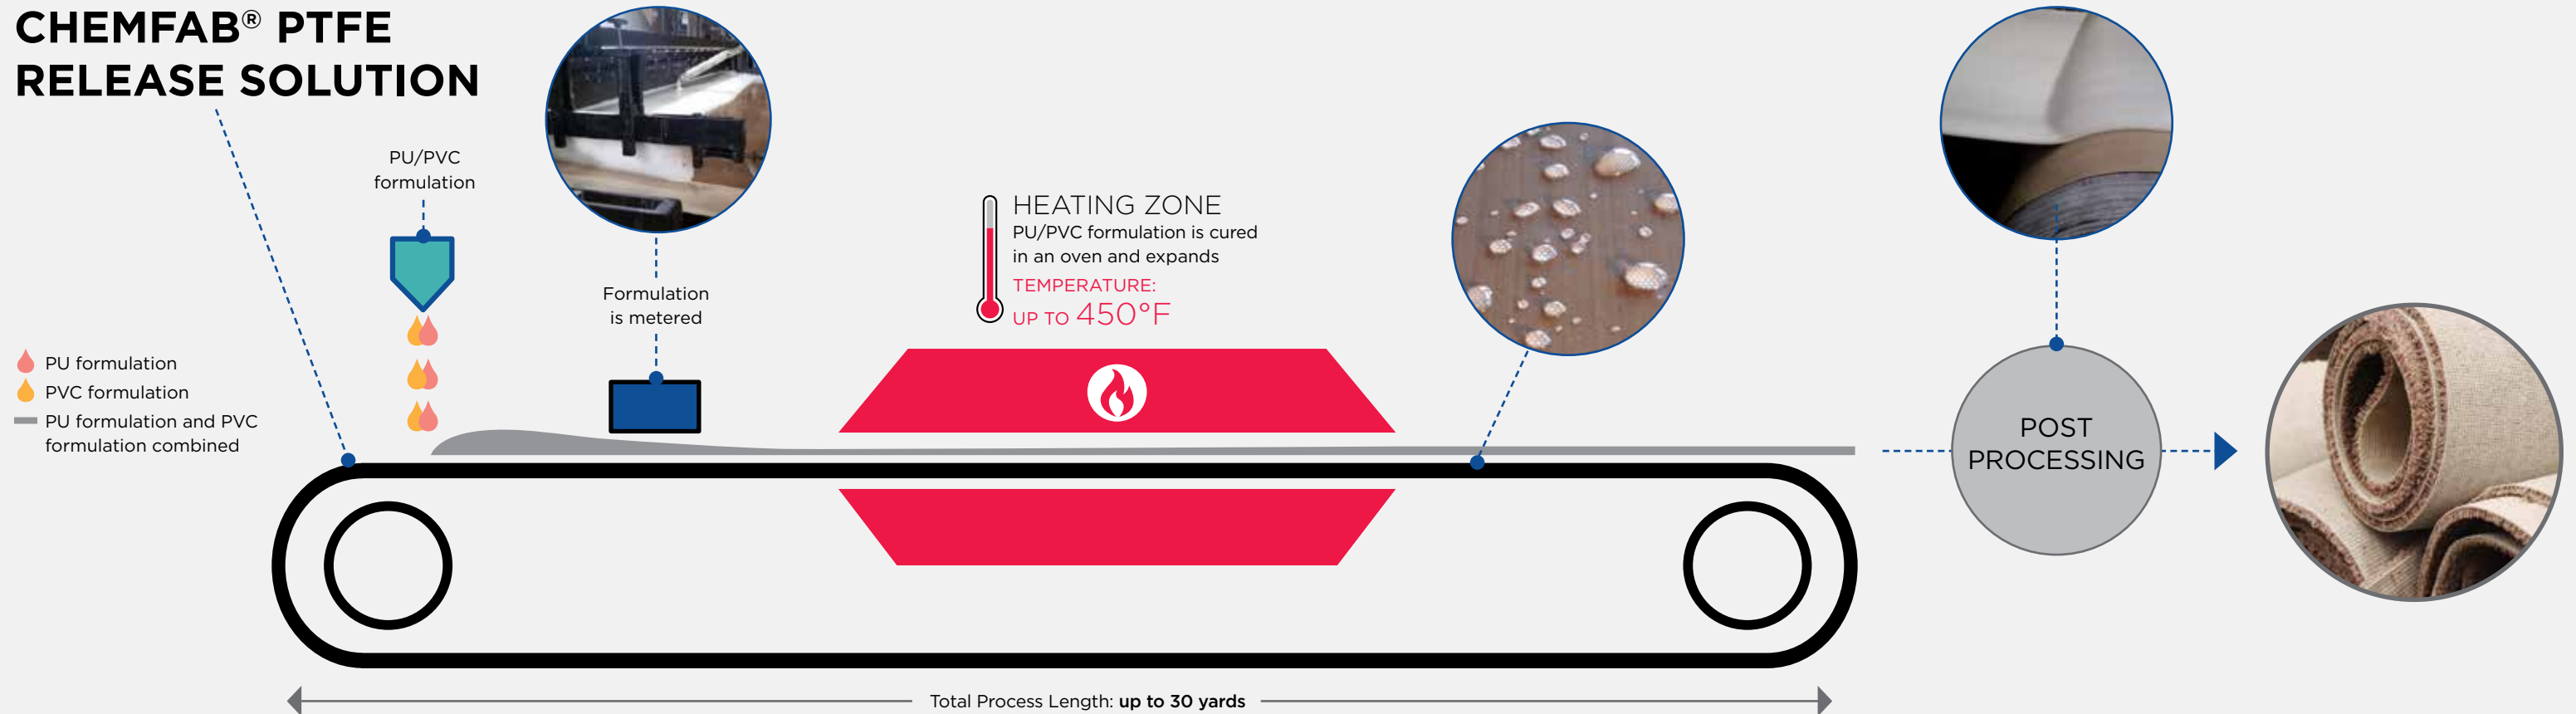 CHEMFAB® PTFE
RELEASE SOLUTION
PU/PVC
formulation
PU formulation
PVC formulation
PU formulation and PVC
formulation combined
Formulation
is metered
HEATING ZONE
PU/PVC formulation is cured
in an oven and expands
TEMPERATURE:
UP TO 450°F
POST
PROCESSING
Total Process Length: up to 30 yards